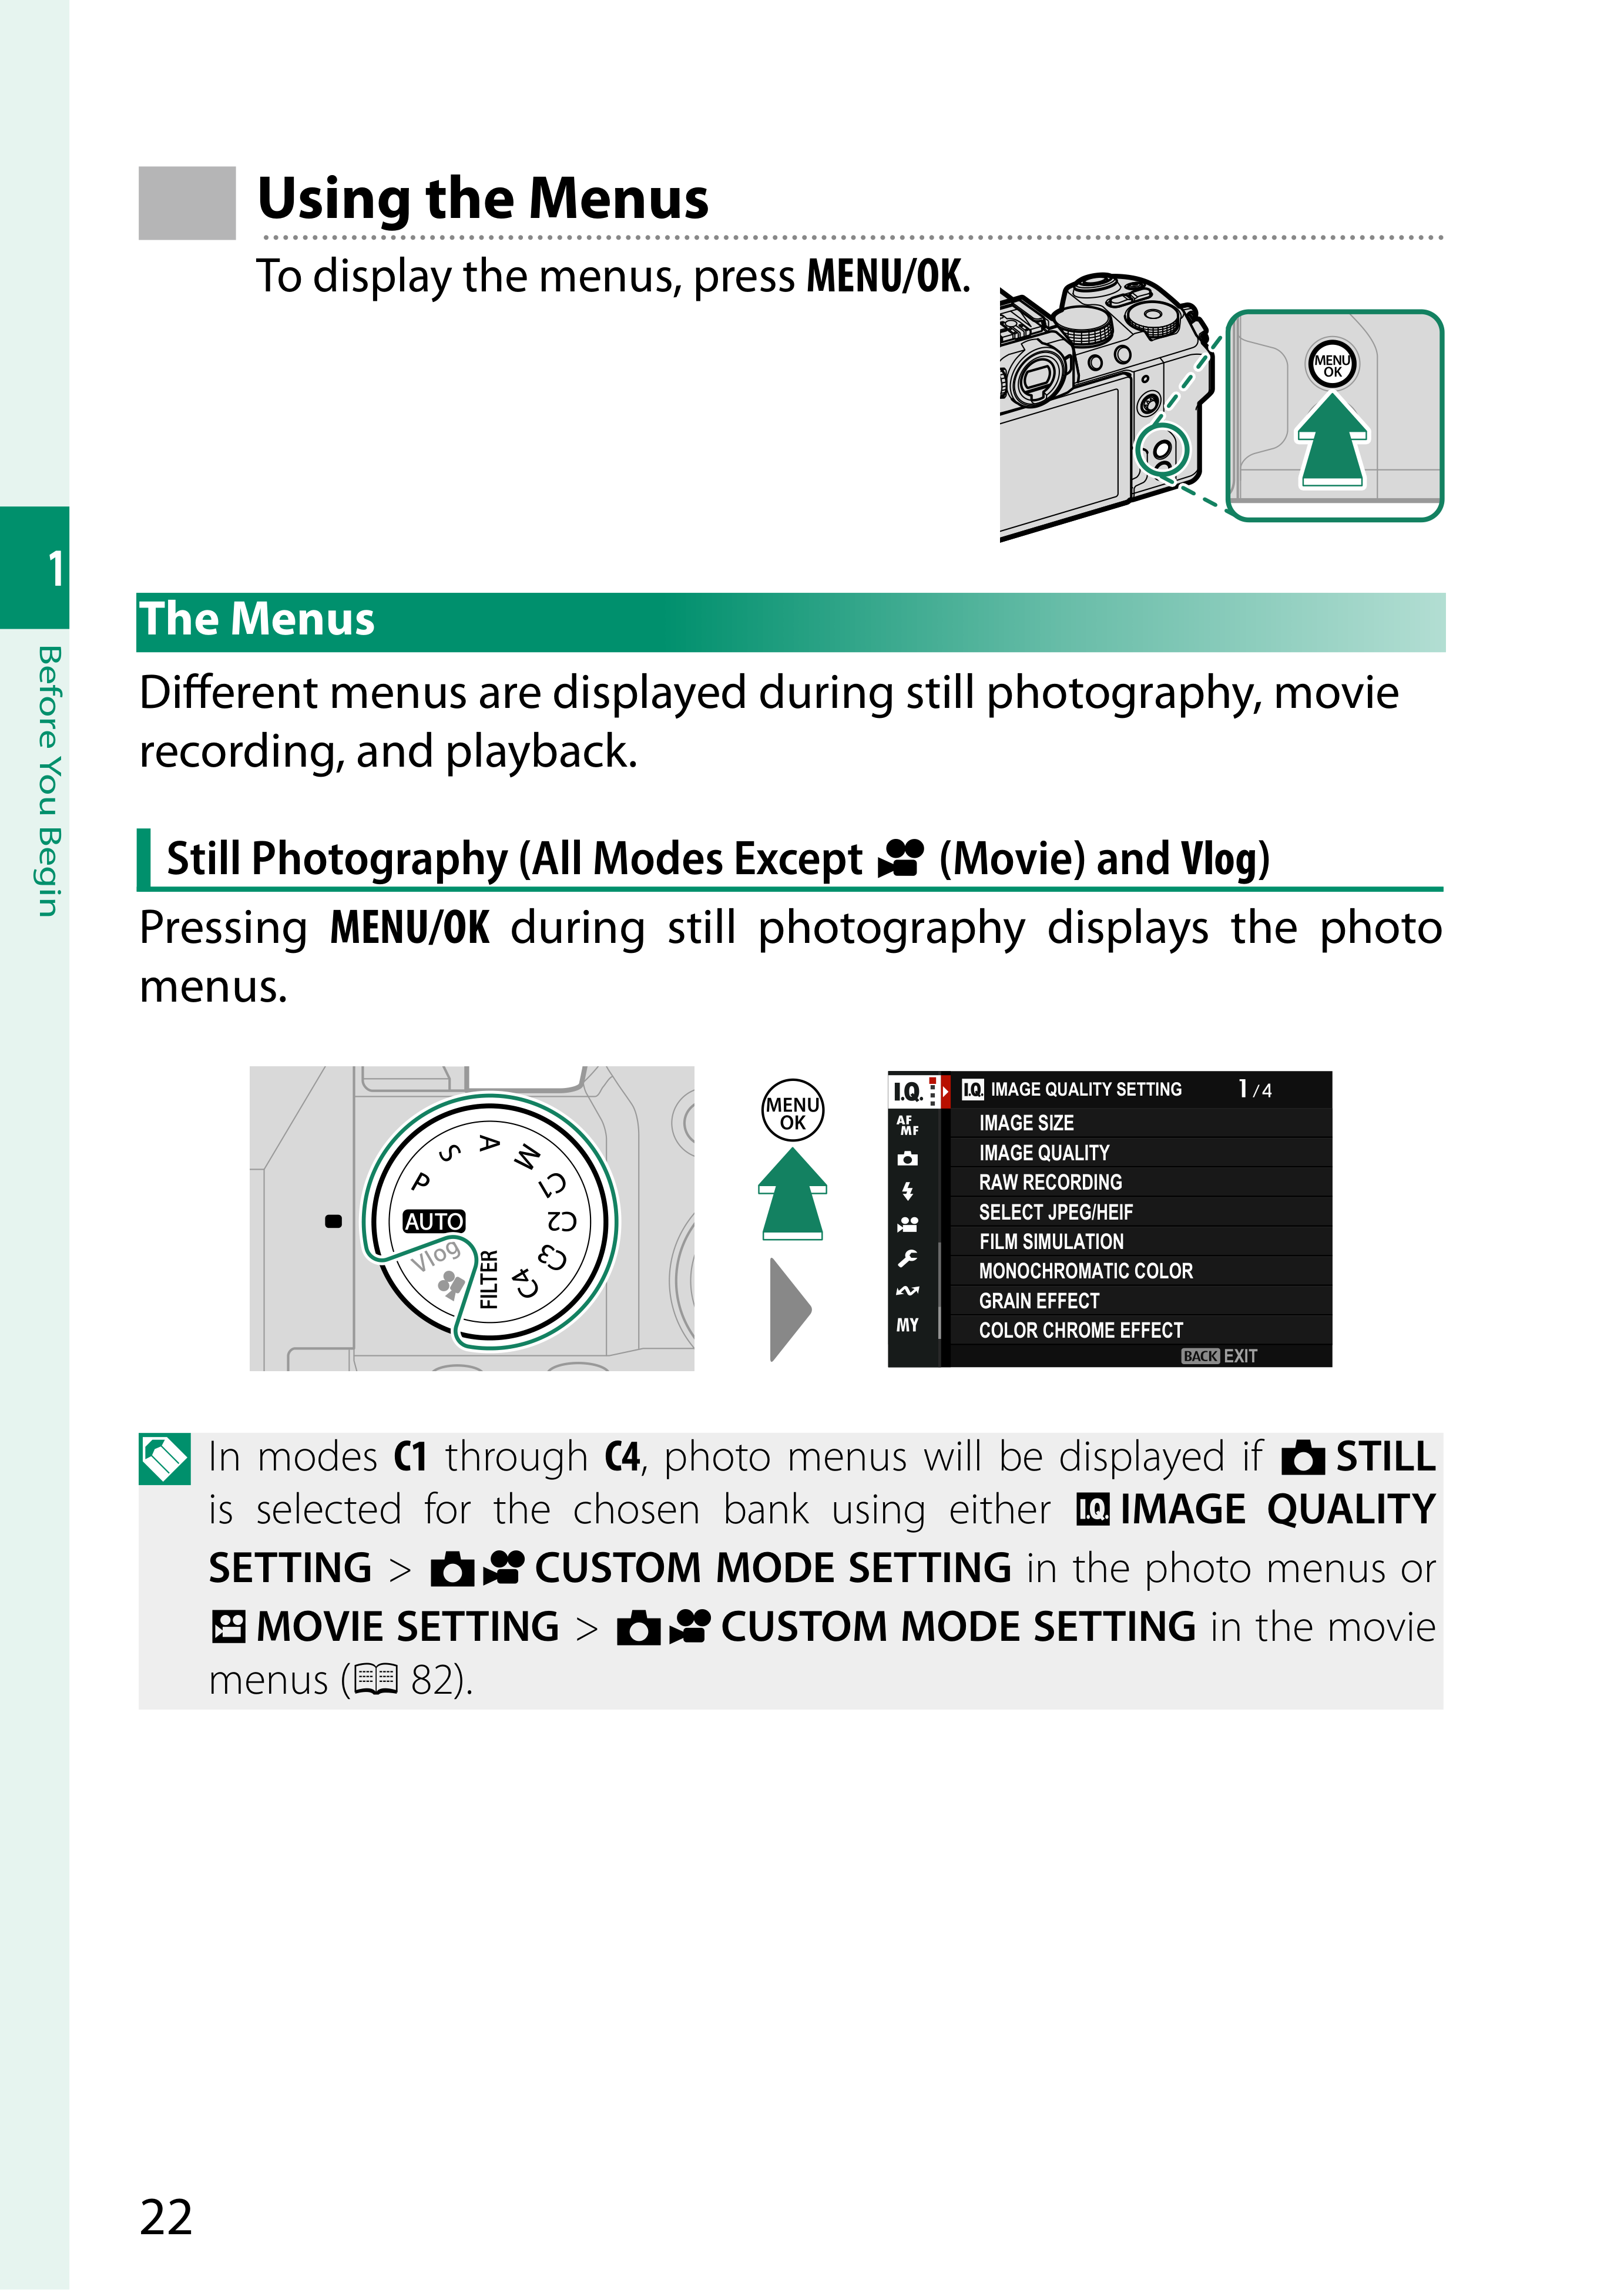 Using the Menus
To display the menus, press MENU/OK.
MENU
OK
1
Before You Begin
The Menus
Different menus are displayed during still photography, movie
recording, and playback.
Still Photography (All Modes Except (Movie) and Vlog)
Pressing MENU/OK during still photography displays the photo
menus.
P
S
A
M
C1
C2
C3
C4
FILTER
Vlog
AUTO
MENU
OK
I.Q.
AF
MF
MY
I.Q. IMAGE QUALITY SETTING 1/4
IMAGE SIZE
IMAGE QUALITY
RAW RECORDING
SELECT JPEG/HEIF
FILM SIMULATION
MONOCHROMATIC COLOR
GRAIN EFFECT
COLOR CHROME EFFECT
BACK EXIT
In modes C1 through C4, photo menus will be displayed if STILL
is selected for the chosen bank using either I.Q. IMAGE QUALITY
SETTING > CUSTOM MODE SETTING in the photo menus or
MOVIE SETTING > CUSTOM MODE SETTING in the movie
menus ( 82).
22